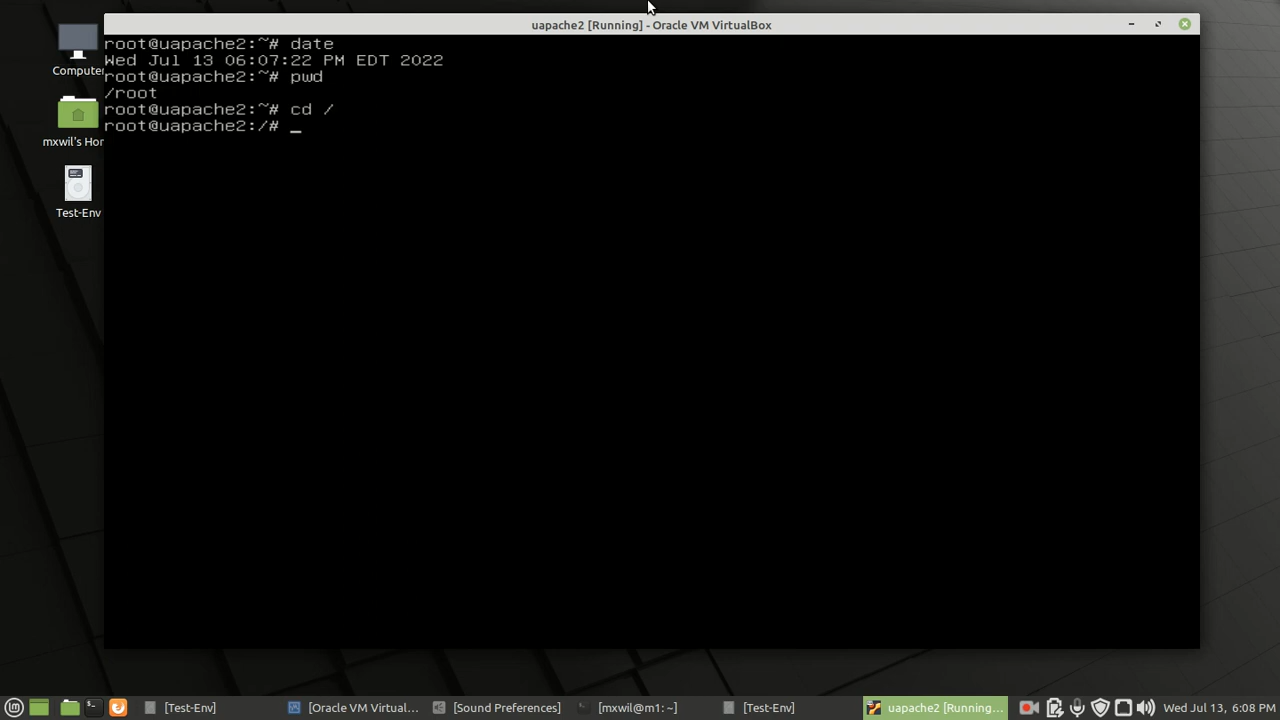 uapache2 [Running] - Oracle VM VirtualBox
root@uapache2:~# date
Wed Jul 13 06:07:22 PM EDT 2022
root@uapache2:~# pwd
/root
root@uapache2:~# cd /
root@uapache2:/# _
Computer
mxwil's Hom
Test-Env
[Test-Env]
[Oracle VM Virtual...
[Sound Preferences]
[mxwil@m1: ~]
[Test-Env]
uapache2 [Running...
Wed Jul 13, 6:08 PM